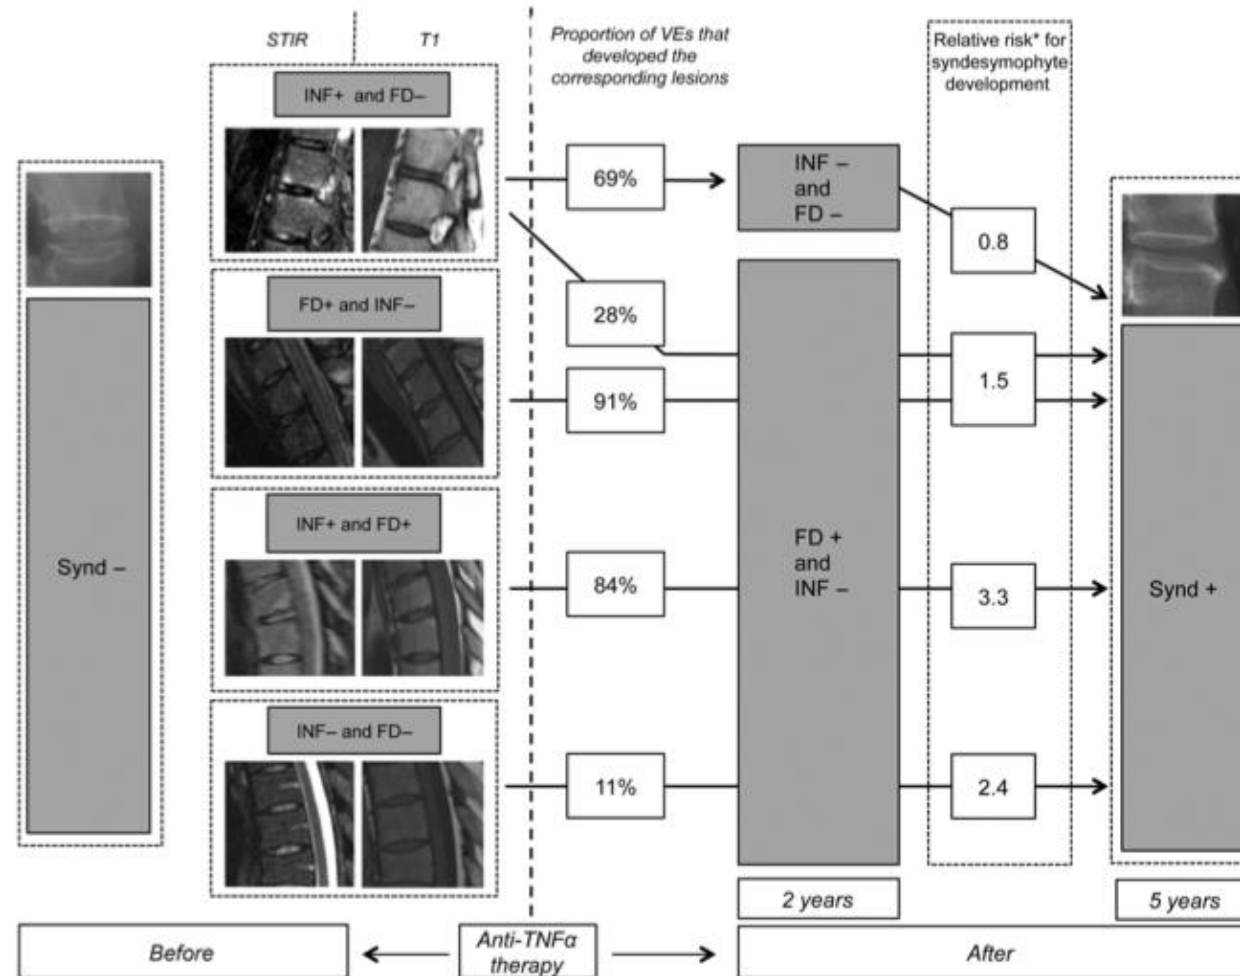 STIR
T1
Proportion of VEs that
developed the
corresponding lesions
Relative risk* for
syndesymophyte
development
INF+ and FD–
69%
INF –
and
FD –
0.8
28%
FD+ and INF–
91%
1.5
INF+ and FD+
Synd –
84%
FD +
and
INF –
3.3
Synd +
INF– and FD–
11%
2.4
2 years
5 years
Before
Anti-TNFα
therapy
After